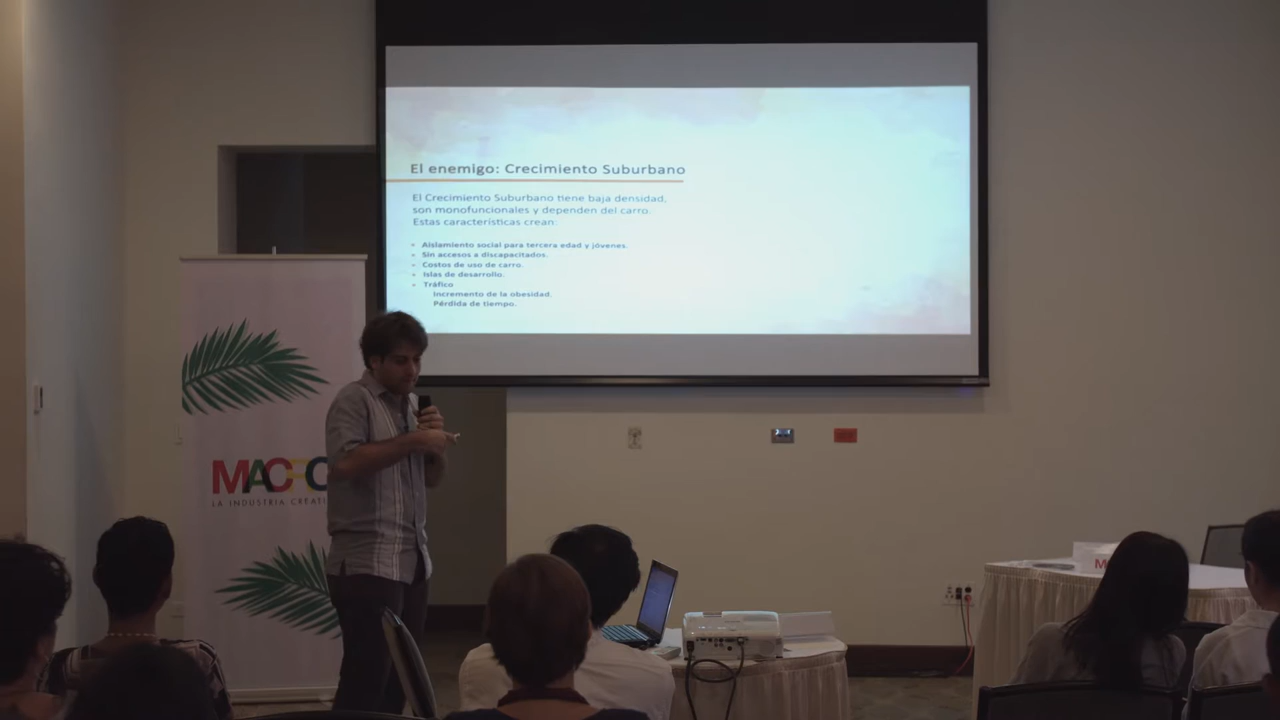 El enemigo: Crecimiento Suburbano
El Crecimiento Suburbano tiene baja densidad,
son monofuncionales y dependen del carro.
Estas características crean:
Aislamiento social para tercera edad y jóvenes.
Sin accesos a discapacitados.
Costos de uso de carro.
Islas de desarrollo.
Tráfico
Incremento de la obesidad.
Pérdida de tiempo.
MACFO
LA INDUSTRIA CREATI
M